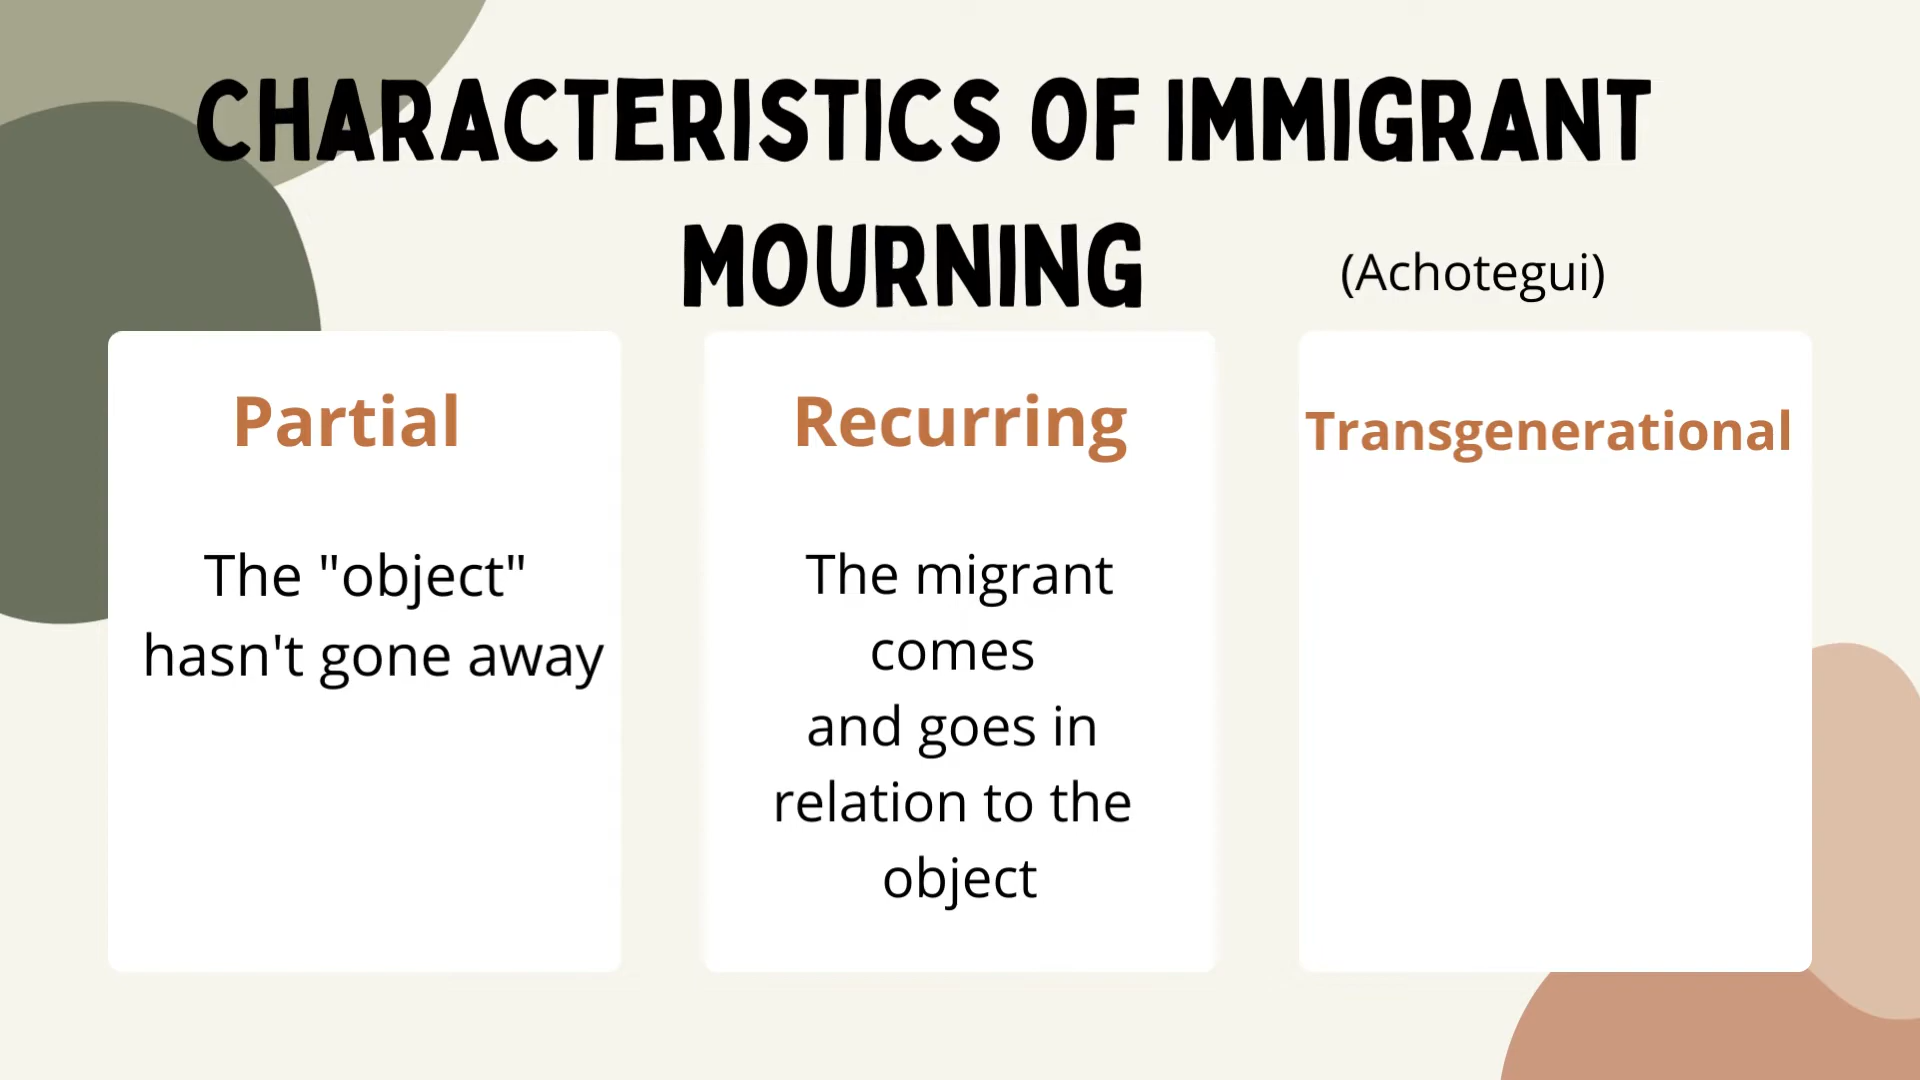 CHARACTERISTICS OF IMMIGRANT
MOURNING
(Achotegui)
Partial
The "object"
hasn't gone away
Recurring
The migrant
comes
and goes in
relation to the
object
Transgenerational